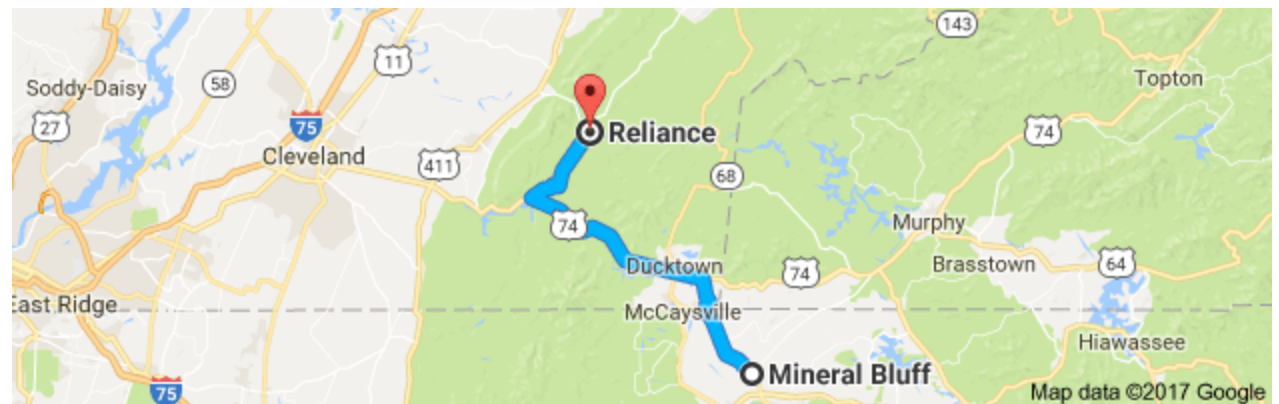 143
11
Topton
Soddy-Daisy
58
27
75
Reliance
74
Cleveland
411
68
Murphy
74
Brasstown
64
Ducktown
74
East Ridge
McCaysville
Hiawassee
Mineral Bluff
75
Map data ©2017 Google